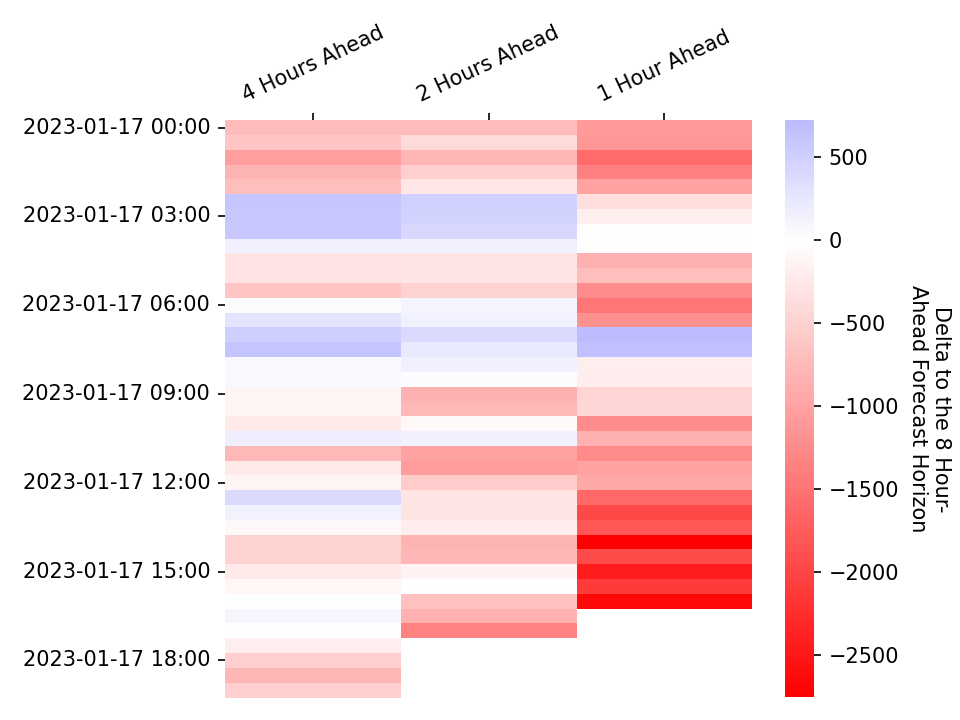 4 Hours Ahead
2 Hours Ahead
1 Hour Ahead
2023-01-17 00:00
2023-01-17 03:00
2023-01-17 06:00
2023-01-17 09:00
2023-01-17 12:00
2023-01-17 15:00
2023-01-17 18:00
500
0
−500
−1000
−1500
−2000
−2500
Delta to the 8 Hour-
Ahead Forecast Horizon